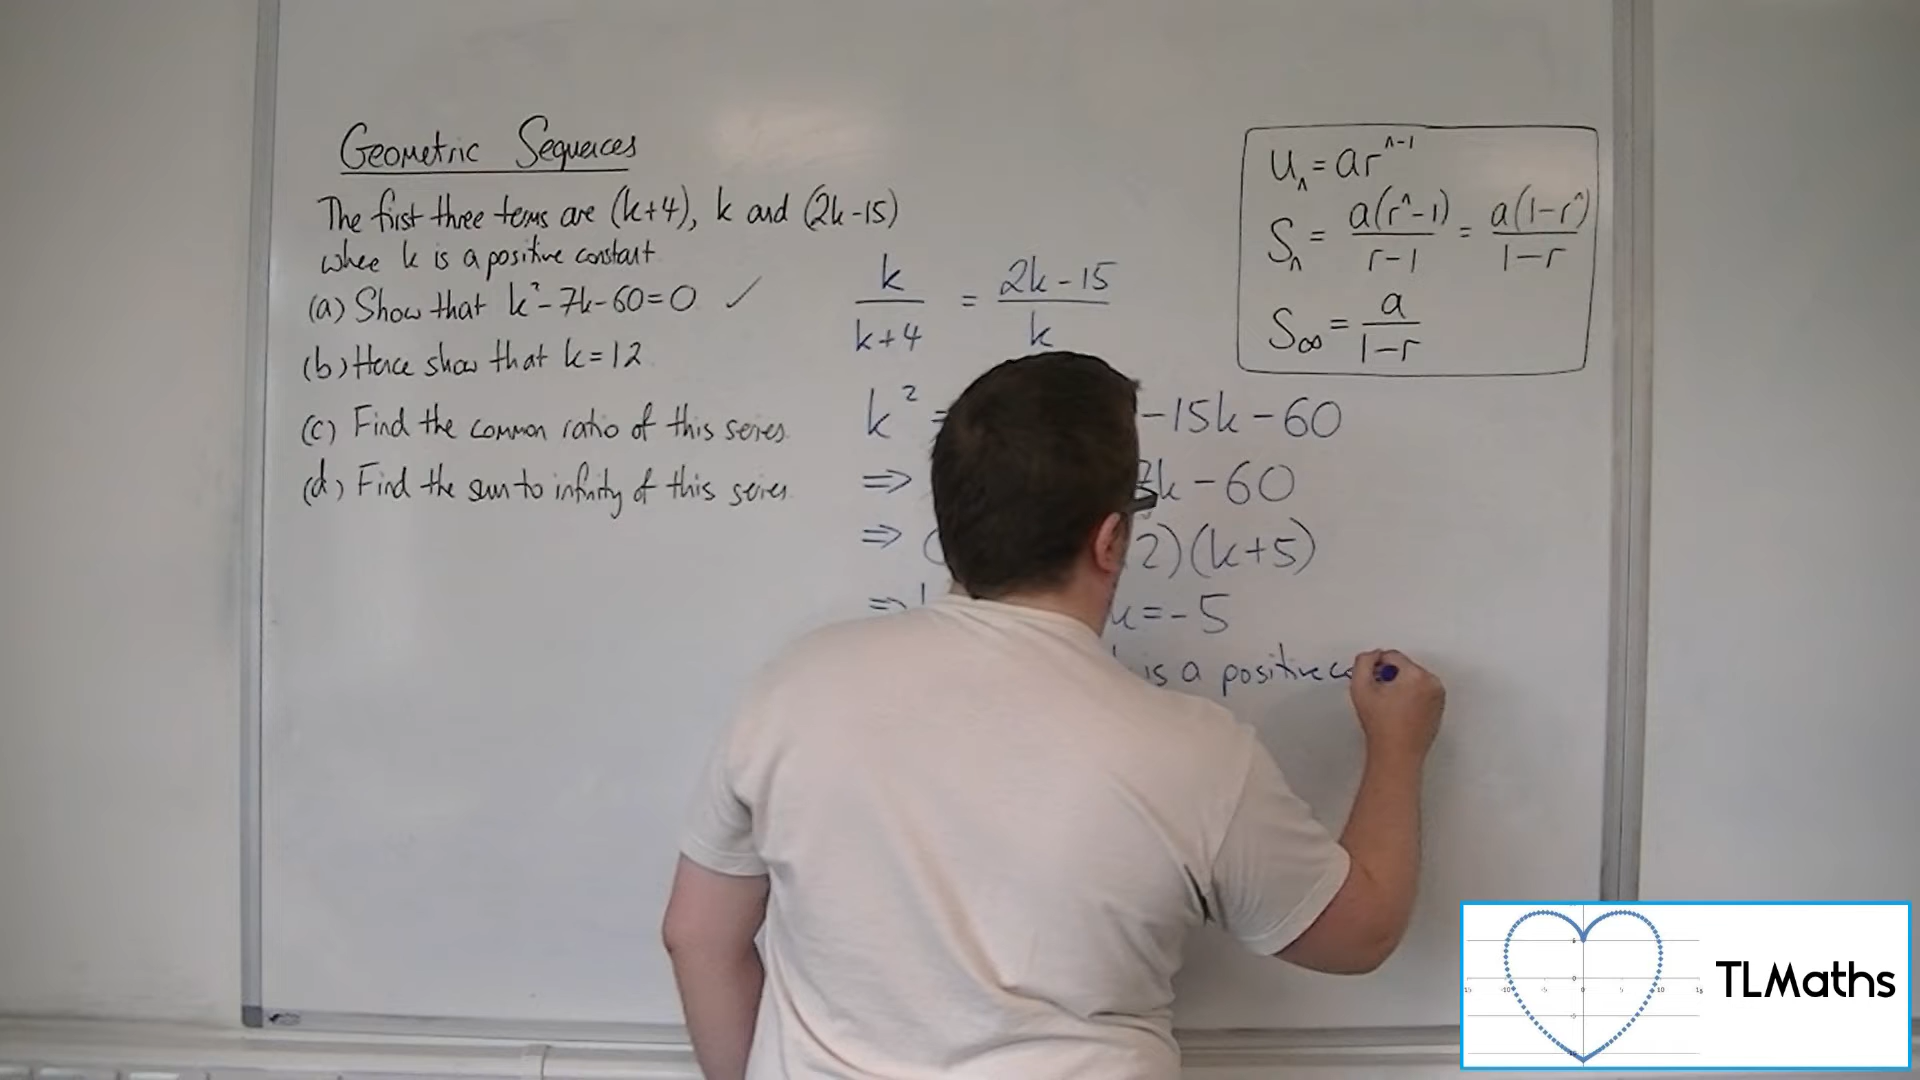 Geometric Sequences
The first three terms are (k+4), k and (2k-15)
where k is a positive constant
(a) Show that k²-7k-60=0 ✓
(b) Hence show that k=12
(c) Find the common ratio of this series
(d) Find the sum to infinity of this series
k/(k+4) = (2k-15)/k
k² = -15k-60
⇒ k-60
⇒ ( 2)(k+5)
⇒ k=-5
is a positive
uₙ=arⁿ⁻¹
Sₙ = a(rⁿ-1)/(r-1) = a(1-rⁿ)/(1-r)
S∞ = a/(1-r)
TLMaths